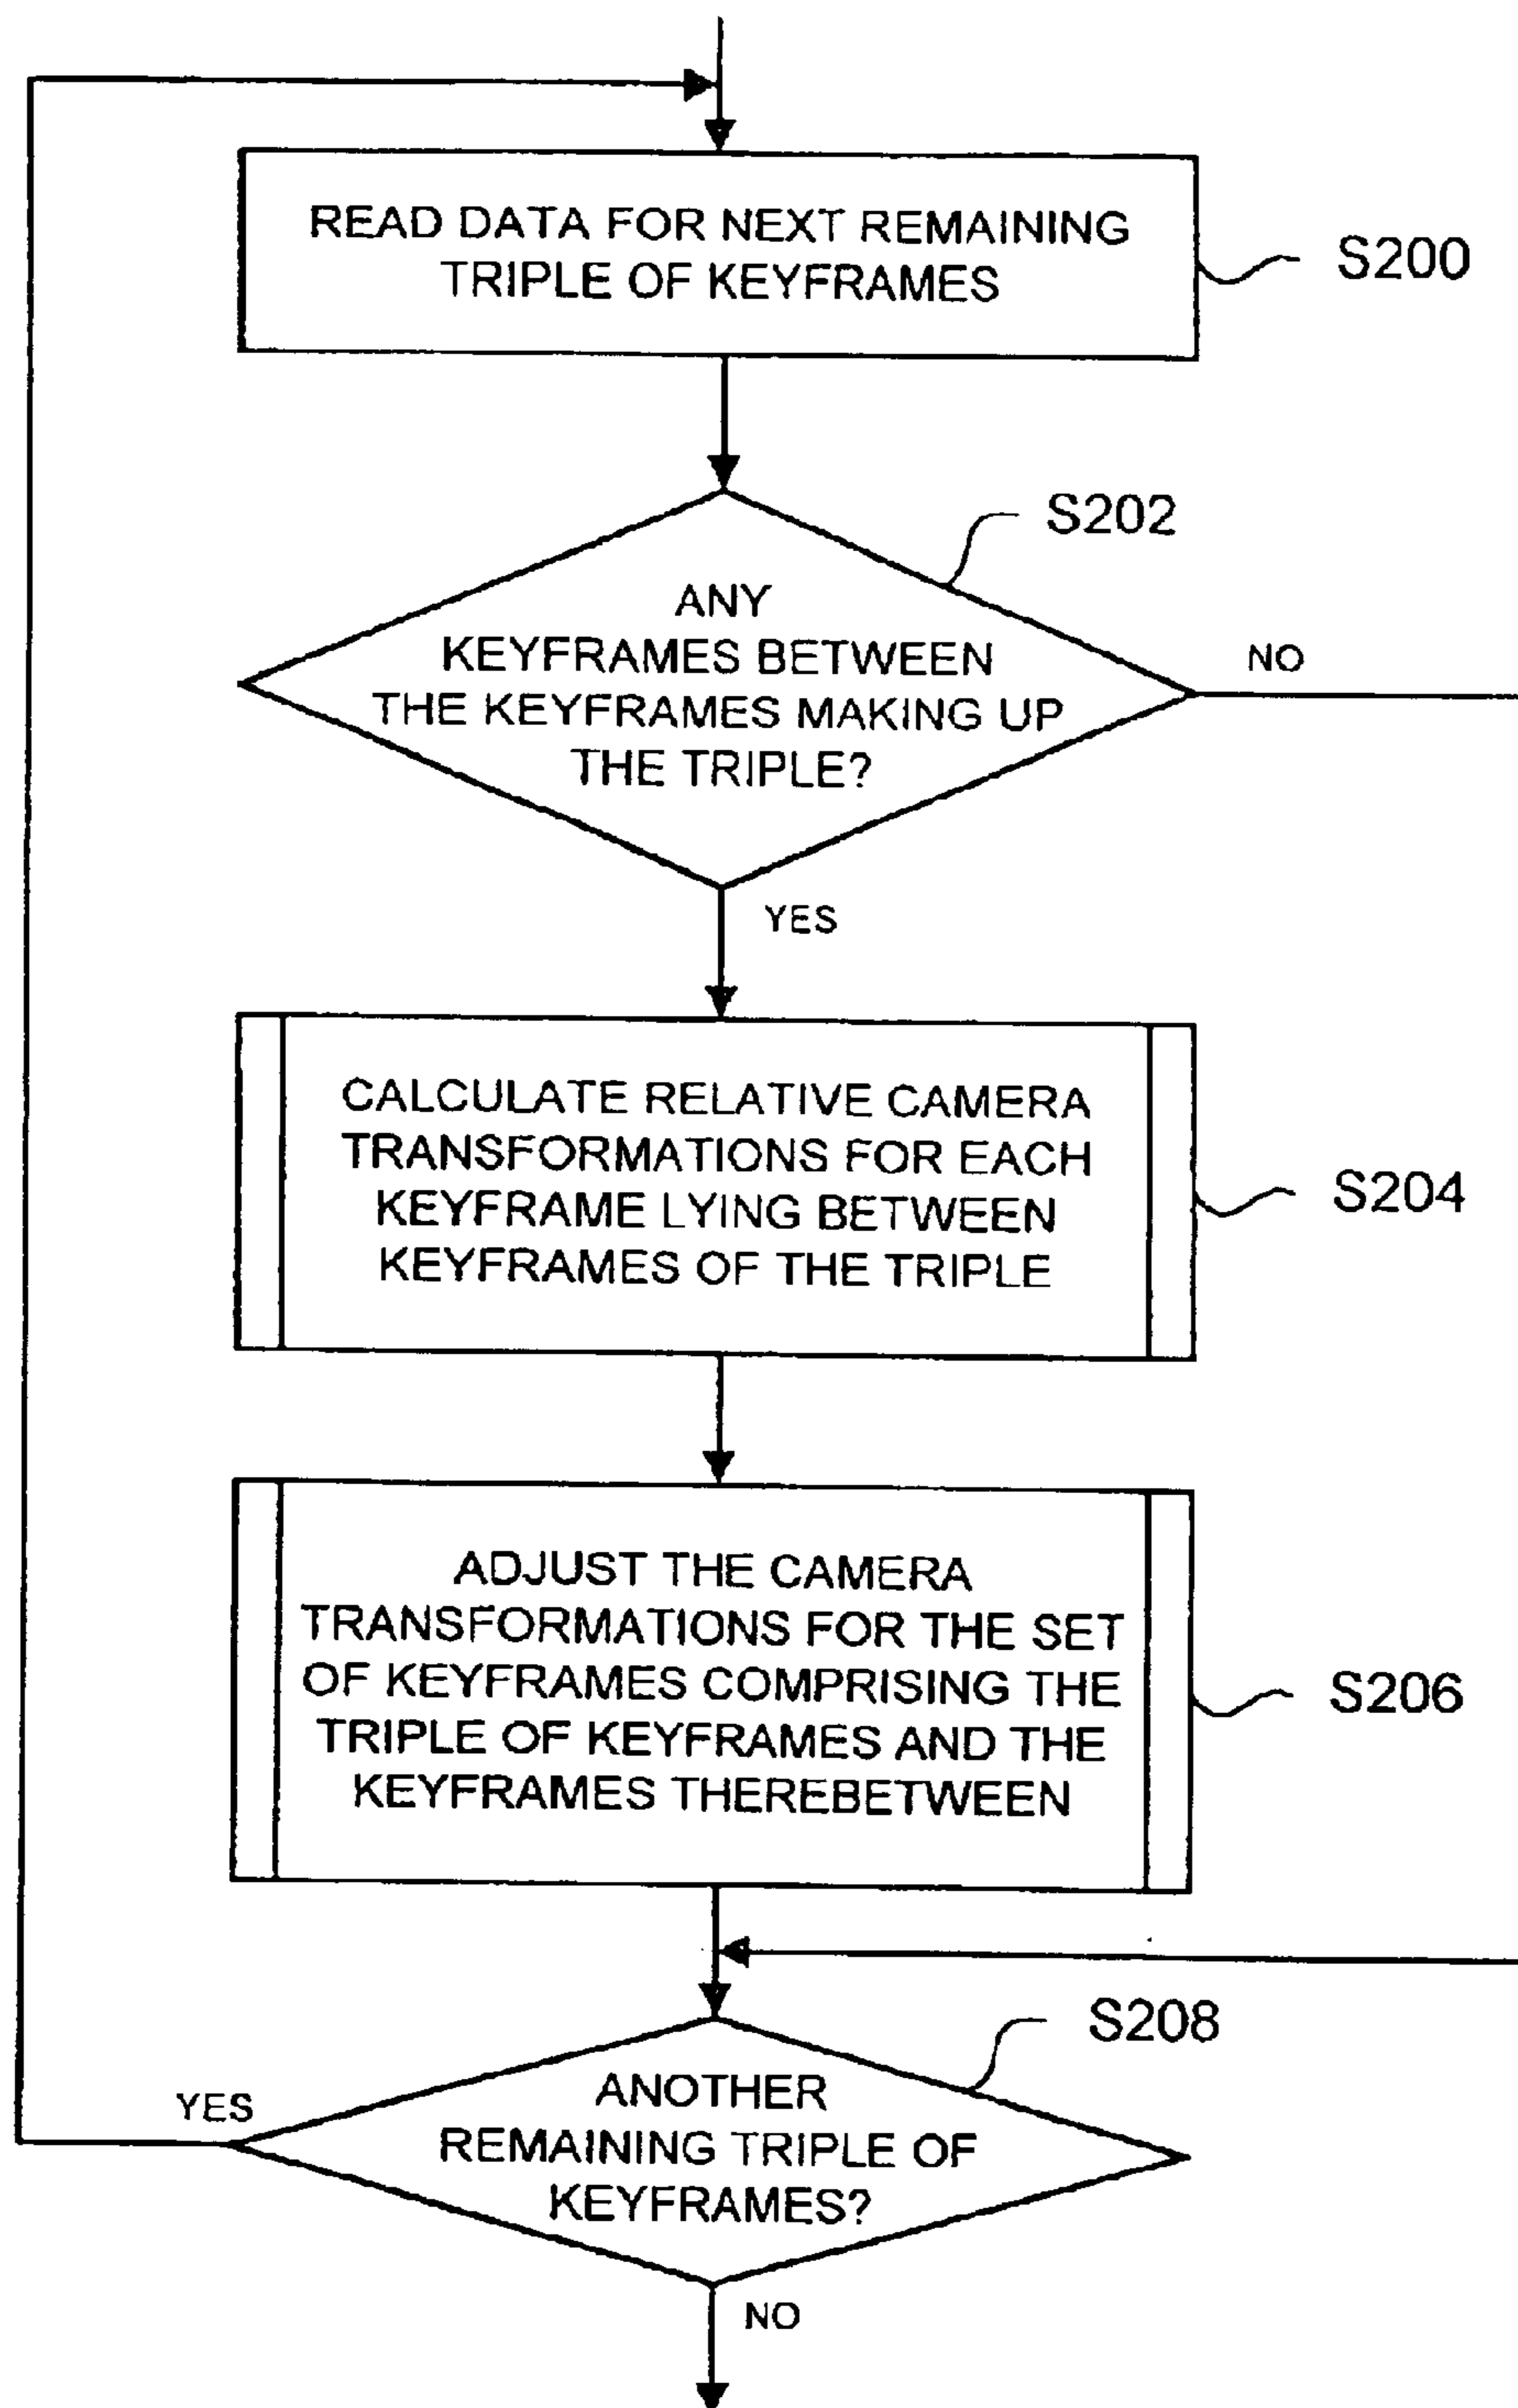 READ DATA FOR NEXT REMAINING
TRIPLE OF KEYFRAMES
S200
S202
ANY
KEYFRAMES BETWEEN
THE KEYFRAMES MAKING UP
THE TRIPLE?
NO
YES
CALCULATE RELATIVE CAMERA
TRANSFORMATIONS FOR EACH
KEYFRAME LYING BETWEEN
KEYFRAMES OF THE TRIPLE
S204
ADJUST THE CAMERA
TRANSFORMATIONS FOR THE SET
OF KEYFRAMES COMPRISING THE
TRIPLE OF KEYFRAMES AND THE
KEYFRAMES THEREBETWEEN
S206
S208
YES
ANOTHER
REMAINING TRIPLE OF
KEYFRAMES?
NO